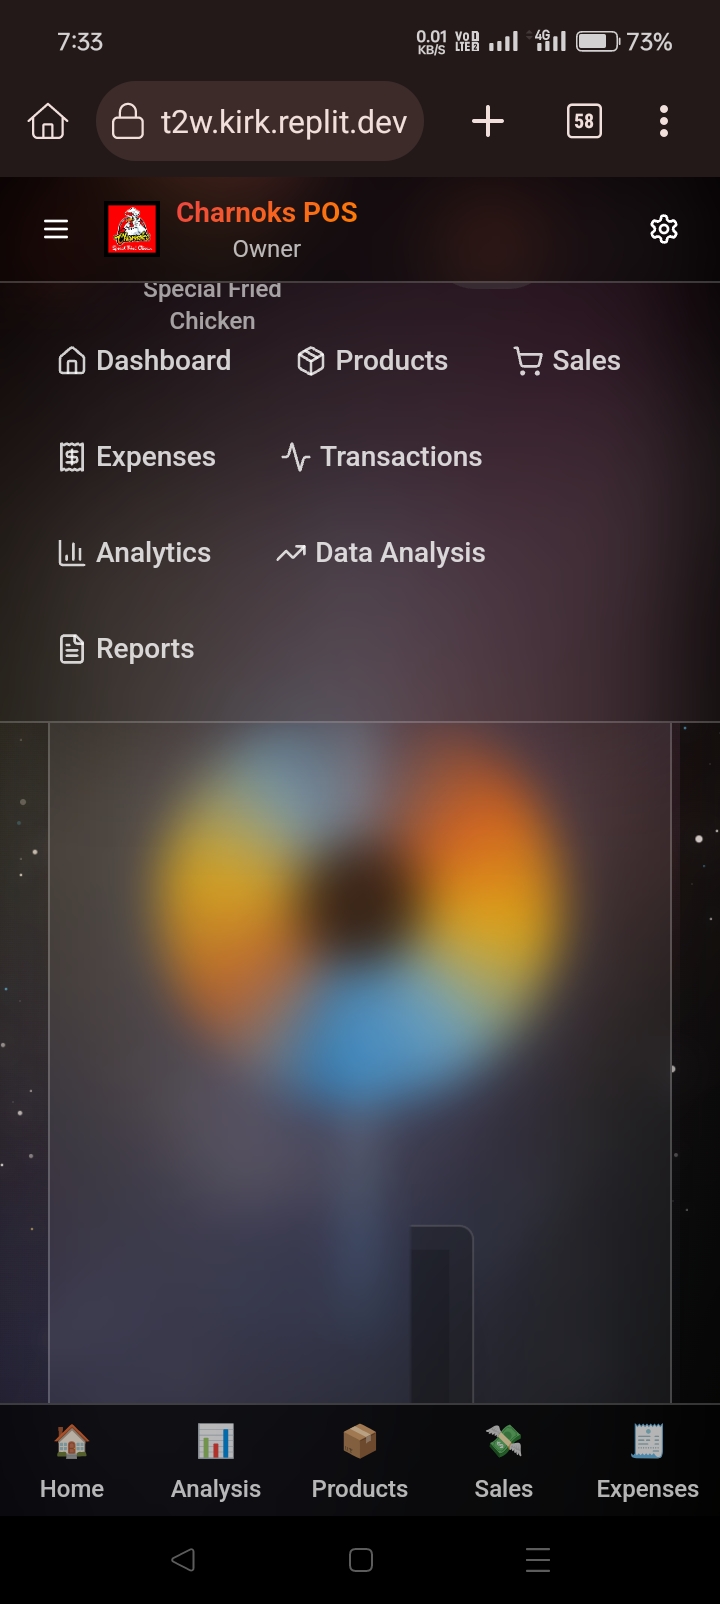 7:33
0.01 KB/S
VoD LTE2
4G
73%
t2w.kirk.replit.dev
58
Charnoks POS
Owner
Special Fried
Chicken
Dashboard
Products
Sales
Expenses
Transactions
Analytics
Data Analysis
Reports
Home
Analysis
Products
Sales
Expenses